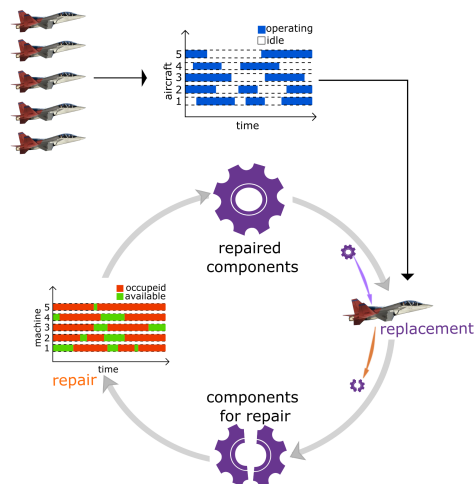 operating
idle
aircraft
5
4
3
2
1
time
repaired
components
occupeid
available
machine
5
4
3
2
1
time
replacement
repair
components
for repair